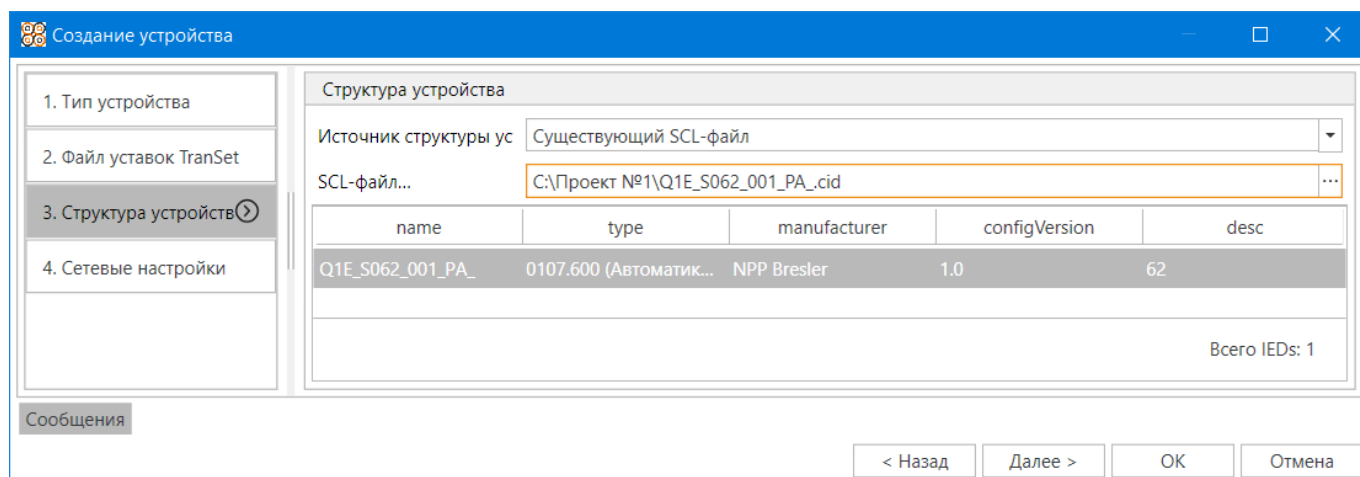 Создание устройства
1. Тип устройства
2. Файл уставок TranSet
3. Структура устройств
4. Сетевые настройки
Структура устройства
Источник структуры ус Существующий SCL-файл
SCL-файл... C:\Проект №1\Q1E_S062_001_PA_.cid
name type manufacturer configVersion desc
Q1E_S062_001_PA_ 0107.600 (Автоматик... NPP Bresler 1.0 62
Всего IEDs: 1
Сообщения
< Назад Далее > ОК Отмена